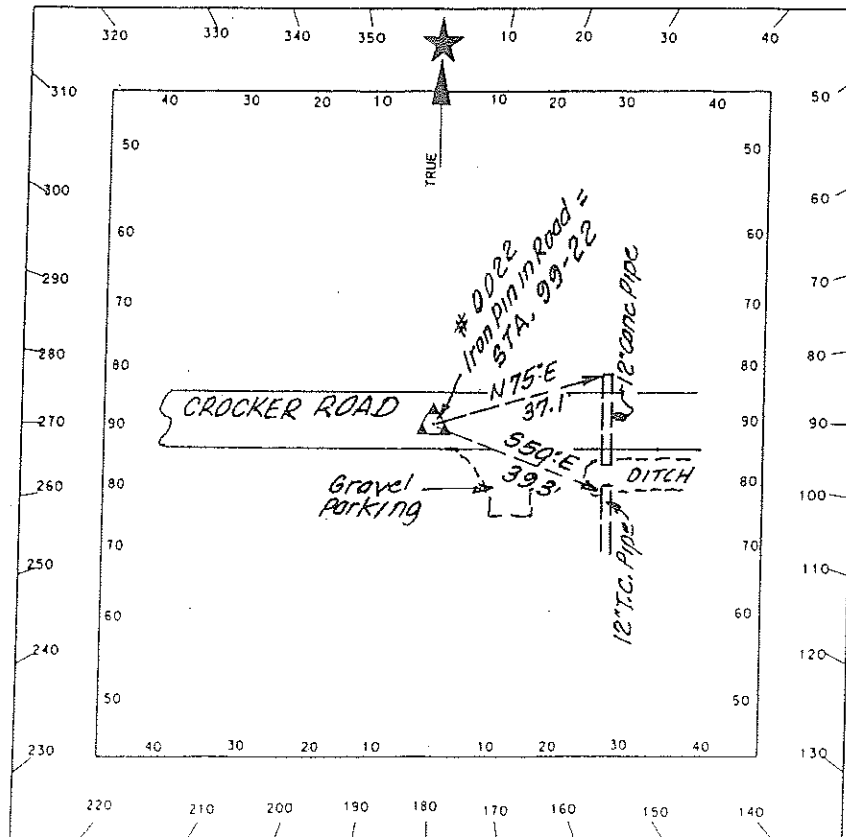 320 330 340 350 10 20 30 40
310 40 30 20 10 10 20 30 40 50
50 50
TRUE
300 60
60 60
290 70
70 70
280 80
80 80
* 0022
Iron Pin in Road =
STA. 99-22
12" Conc Pipe
N75°E
37.1'
270 90 90 90
CROCKER ROAD
S50°E
39.3'
DITCH
Gravel
Parking
260 80 80 100
12" T.C. Pipe
70 70
250 110
60 60
240 120
50 50
40 30 20 10 10 20 30 40
230 130
220 210 200 190 180 170 160 150 140